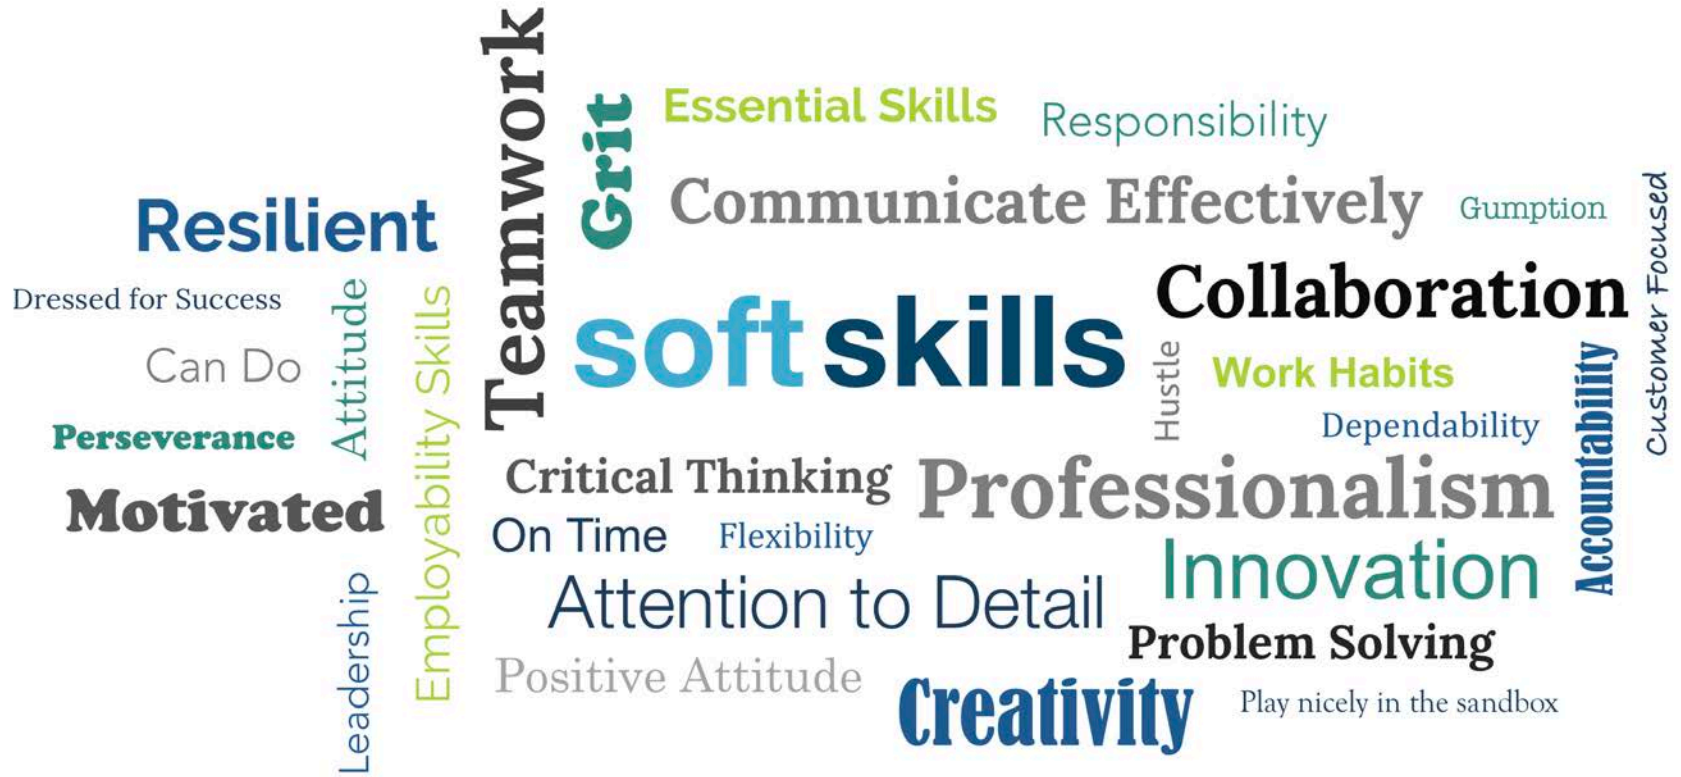 Teamwork
Grit
Essential Skills
Responsibility
Resilient
Communicate Effectively
Gumption
Customer Focused
Dressed for Success
Attitude
Employability Skills
soft skills
Collaboration
Can Do
Hustle
Work Habits
Accountability
Perseverance
Dependability
Motivated
Critical Thinking
Professionalism
On Time
Flexibility
Innovation
Leadership
Attention to Detail
Problem Solving
Positive Attitude
Creativity
Play nicely in the sandbox